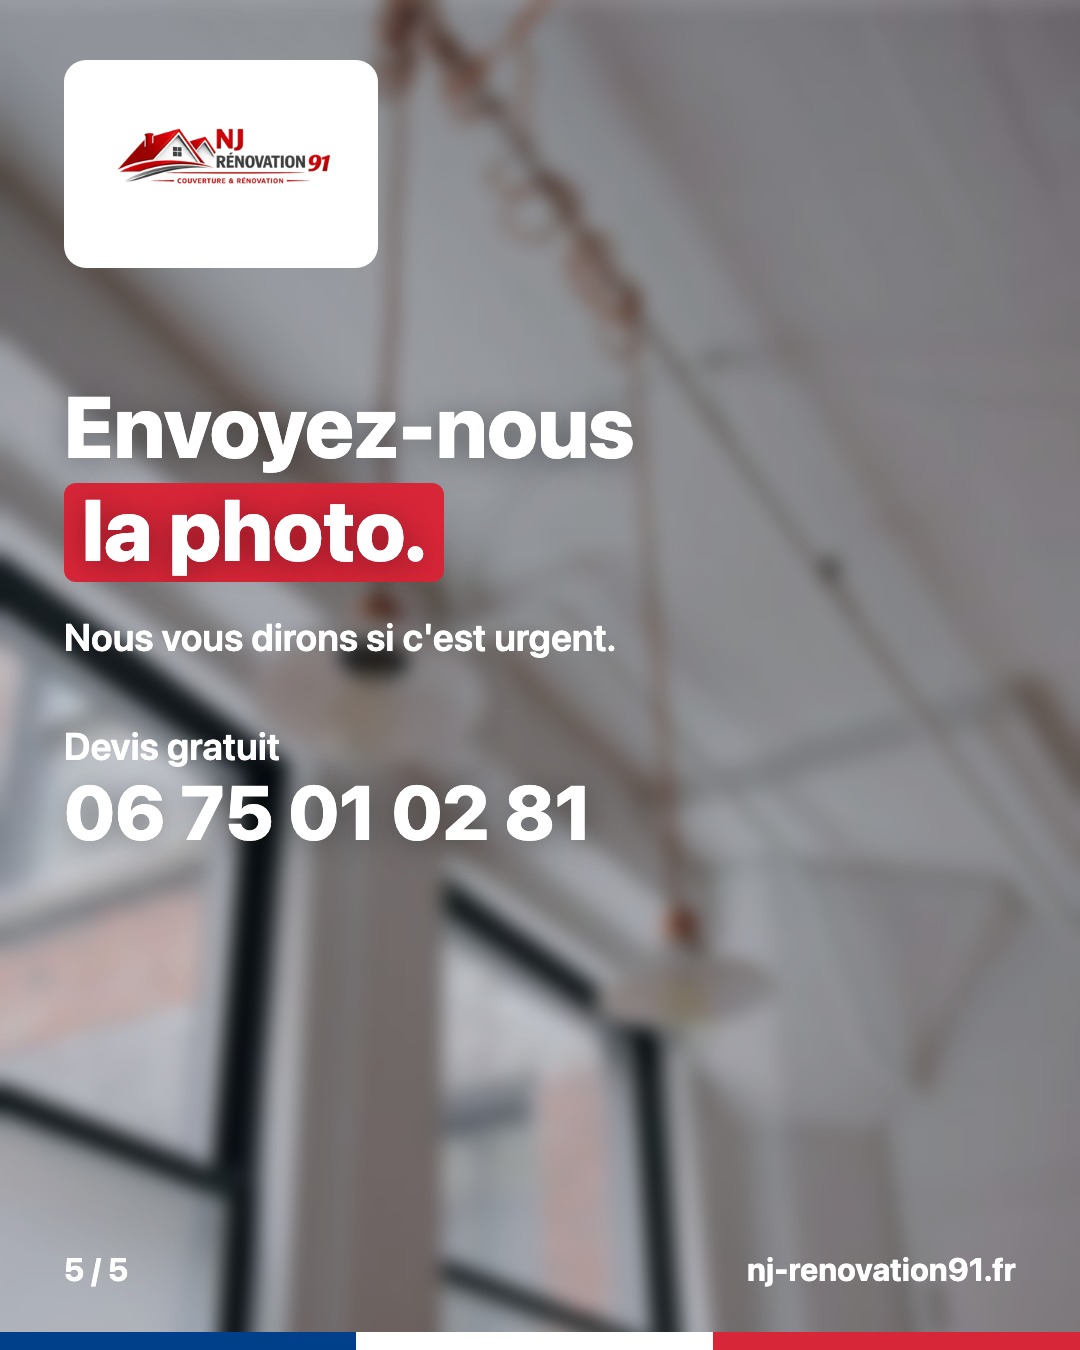 NJ
RÉNOVATION 91
COUVERTURE & RÉNOVATION
Envoyez-nous
la photo.
Nous vous dirons si c'est urgent.
Devis gratuit
06 75 01 02 81
5 / 5
nj-renovation91.fr